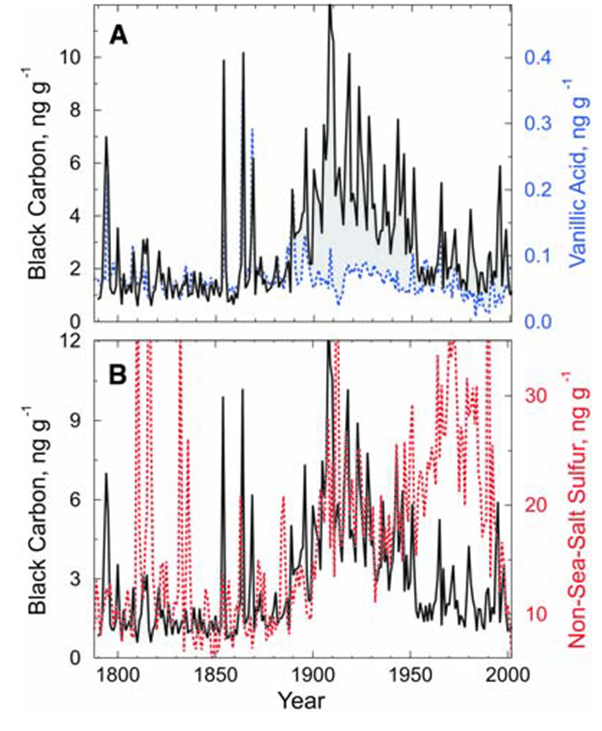 A
Black Carbon, ng g -1
10
8
6
4
2
0
Vanillic Acid, ng g -1
0.4
0.3
0.2
0.1
0.0
B
Black Carbon, ng g -1
12
9
6
3
0
Non-Sea-Salt Sulfur, ng g -1
30
20
10
1800 1850 1900 1950 2000
Year